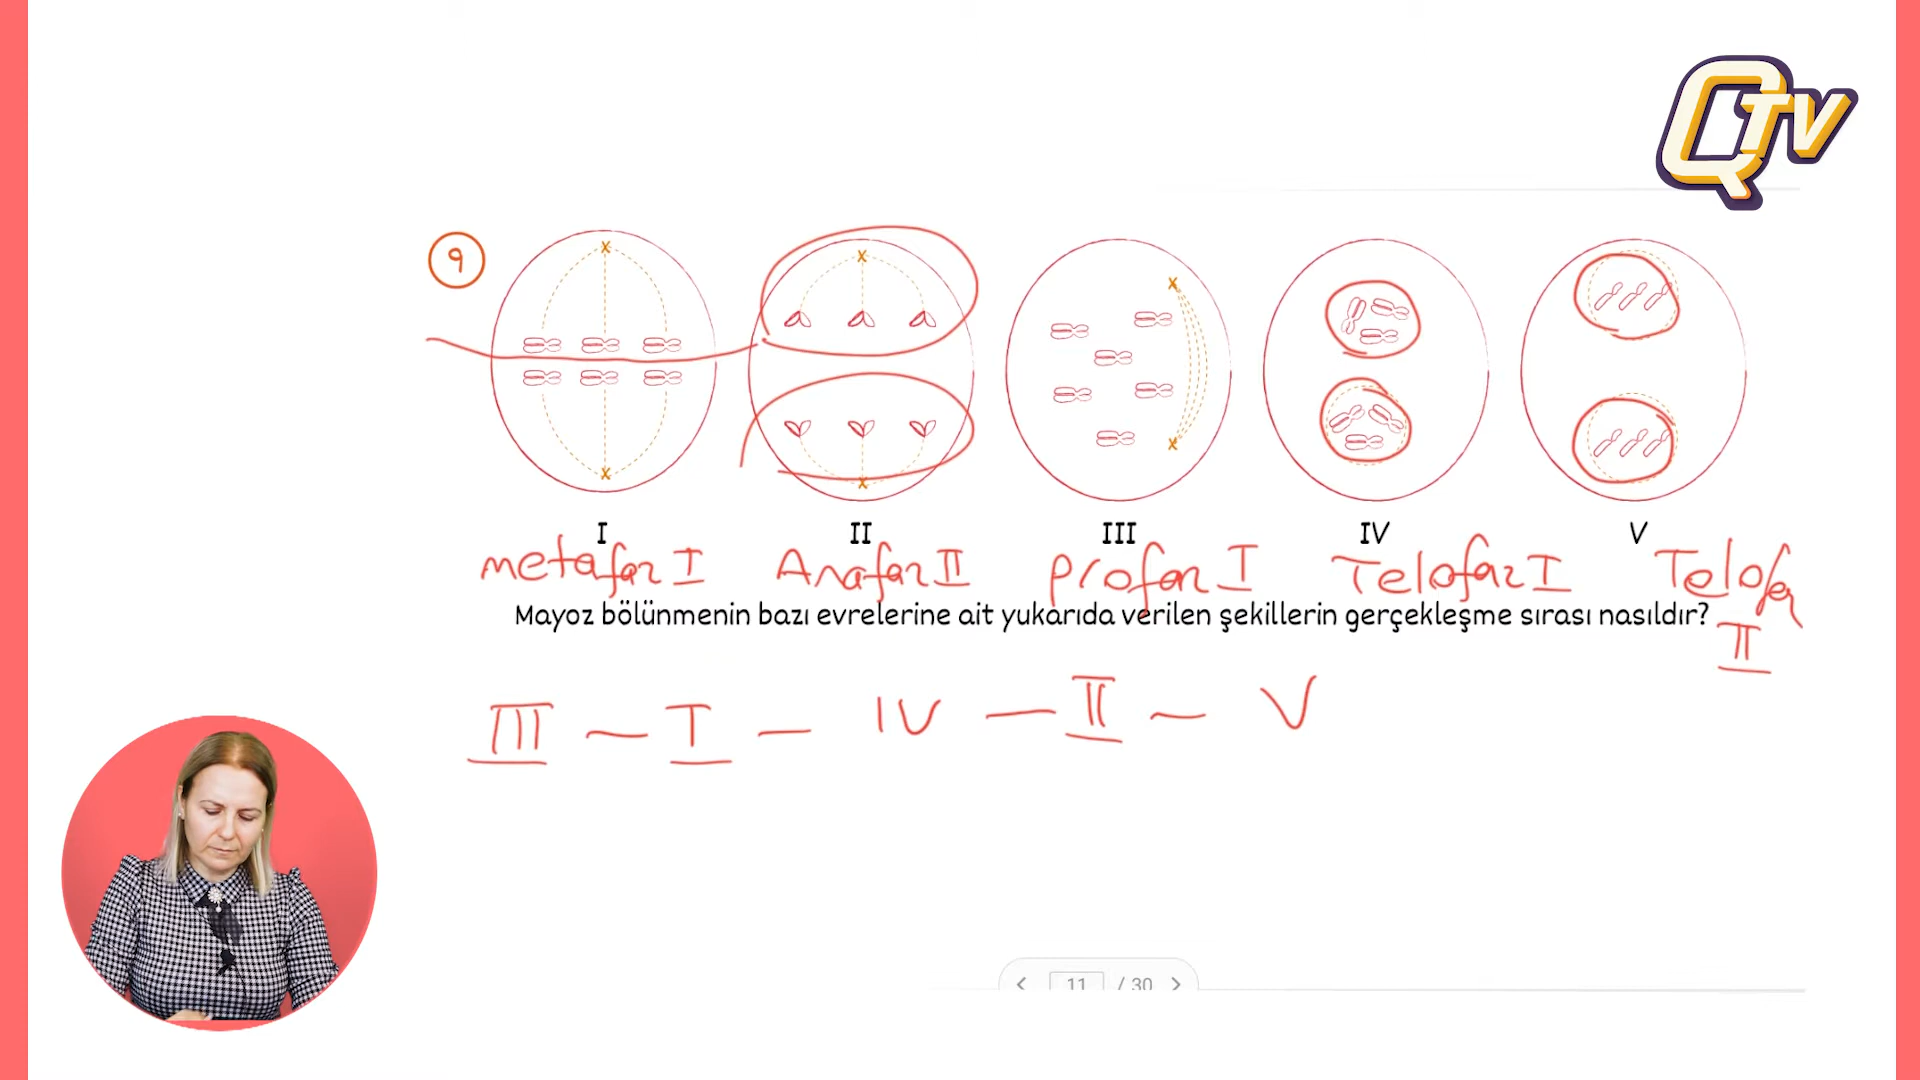 QTV
9
I II III IV V
metafaz I Anafaz II Profaz I Telofaz I Telofaz II
Mayoz bölünmenin bazı evrelerine ait yukarıda verilen şekillerin gerçekleşme sırası nasıldır?
III - I - IV - II - V
< 11 / 30 >